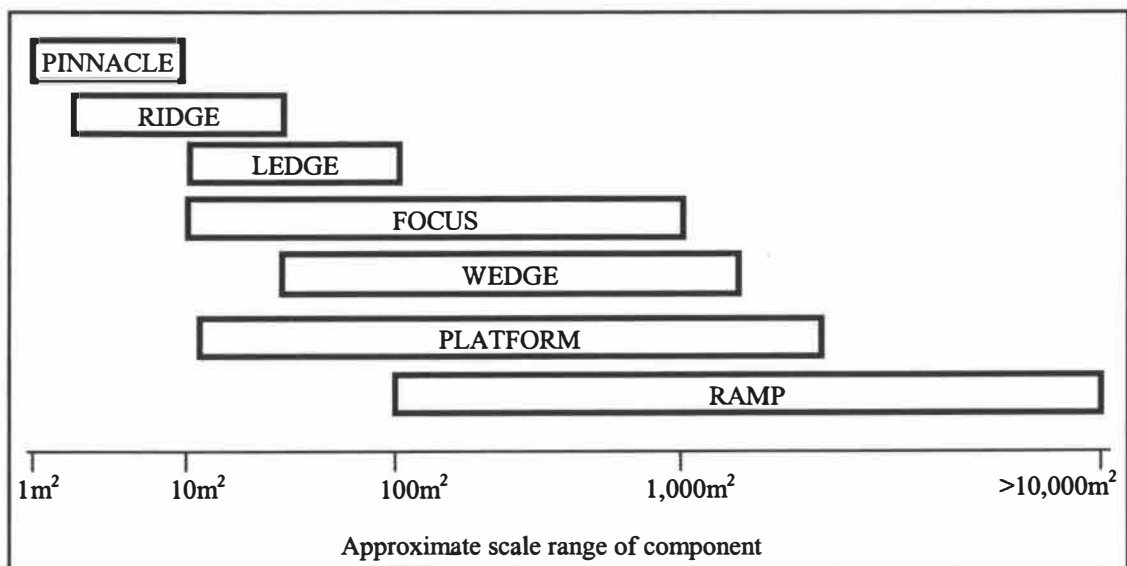 PINNACLE
RIDGE
LEDGE
FOCUS
WEDGE
PLATFORM
RAMP
1m² 10m² 100m² 1,000m² >10,000m²
Approximate scale range of component